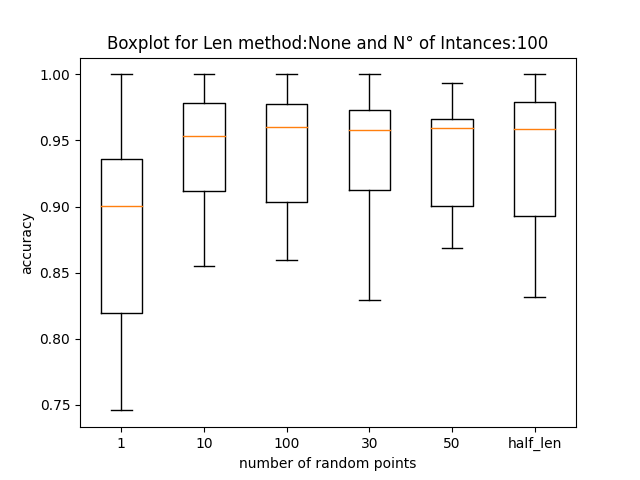 Boxplot for Len method:None and N° of Intances:100
1.00
0.95
0.90
0.85
0.80
0.75
accuracy
1 10 100 30 50 half_len
number of random points